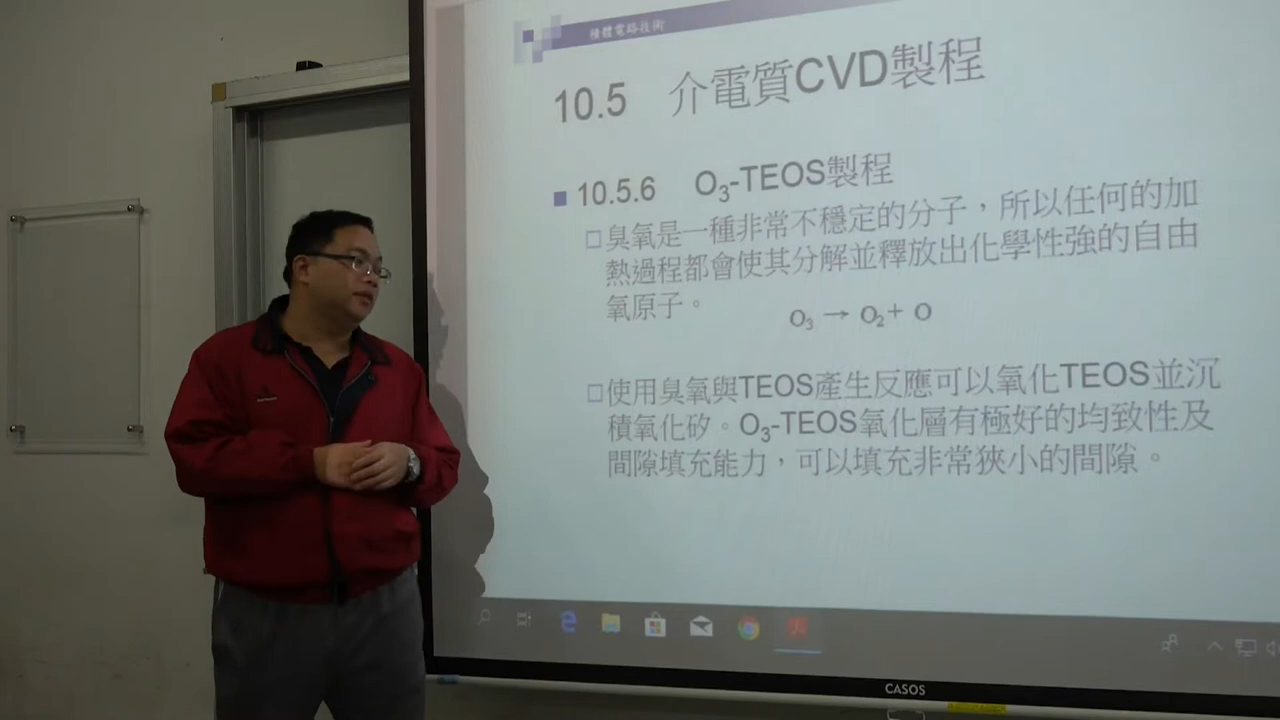 積體電路技術
10.5 介電質CVD製程
10.5.6 O₃-TEOS製程
臭氧是一種非常不穩定的分子，所以任何的加
熱過程都會使其分解並釋放出化學性強的自由
氧原子。
O₃ → O₂+ O
使用臭氧與TEOS產生反應可以氧化TEOS並沉
積氧化矽。O₃-TEOS氧化層有極好的均致性及
間隙填充能力，可以填充非常狹小的間隙。
CASOS